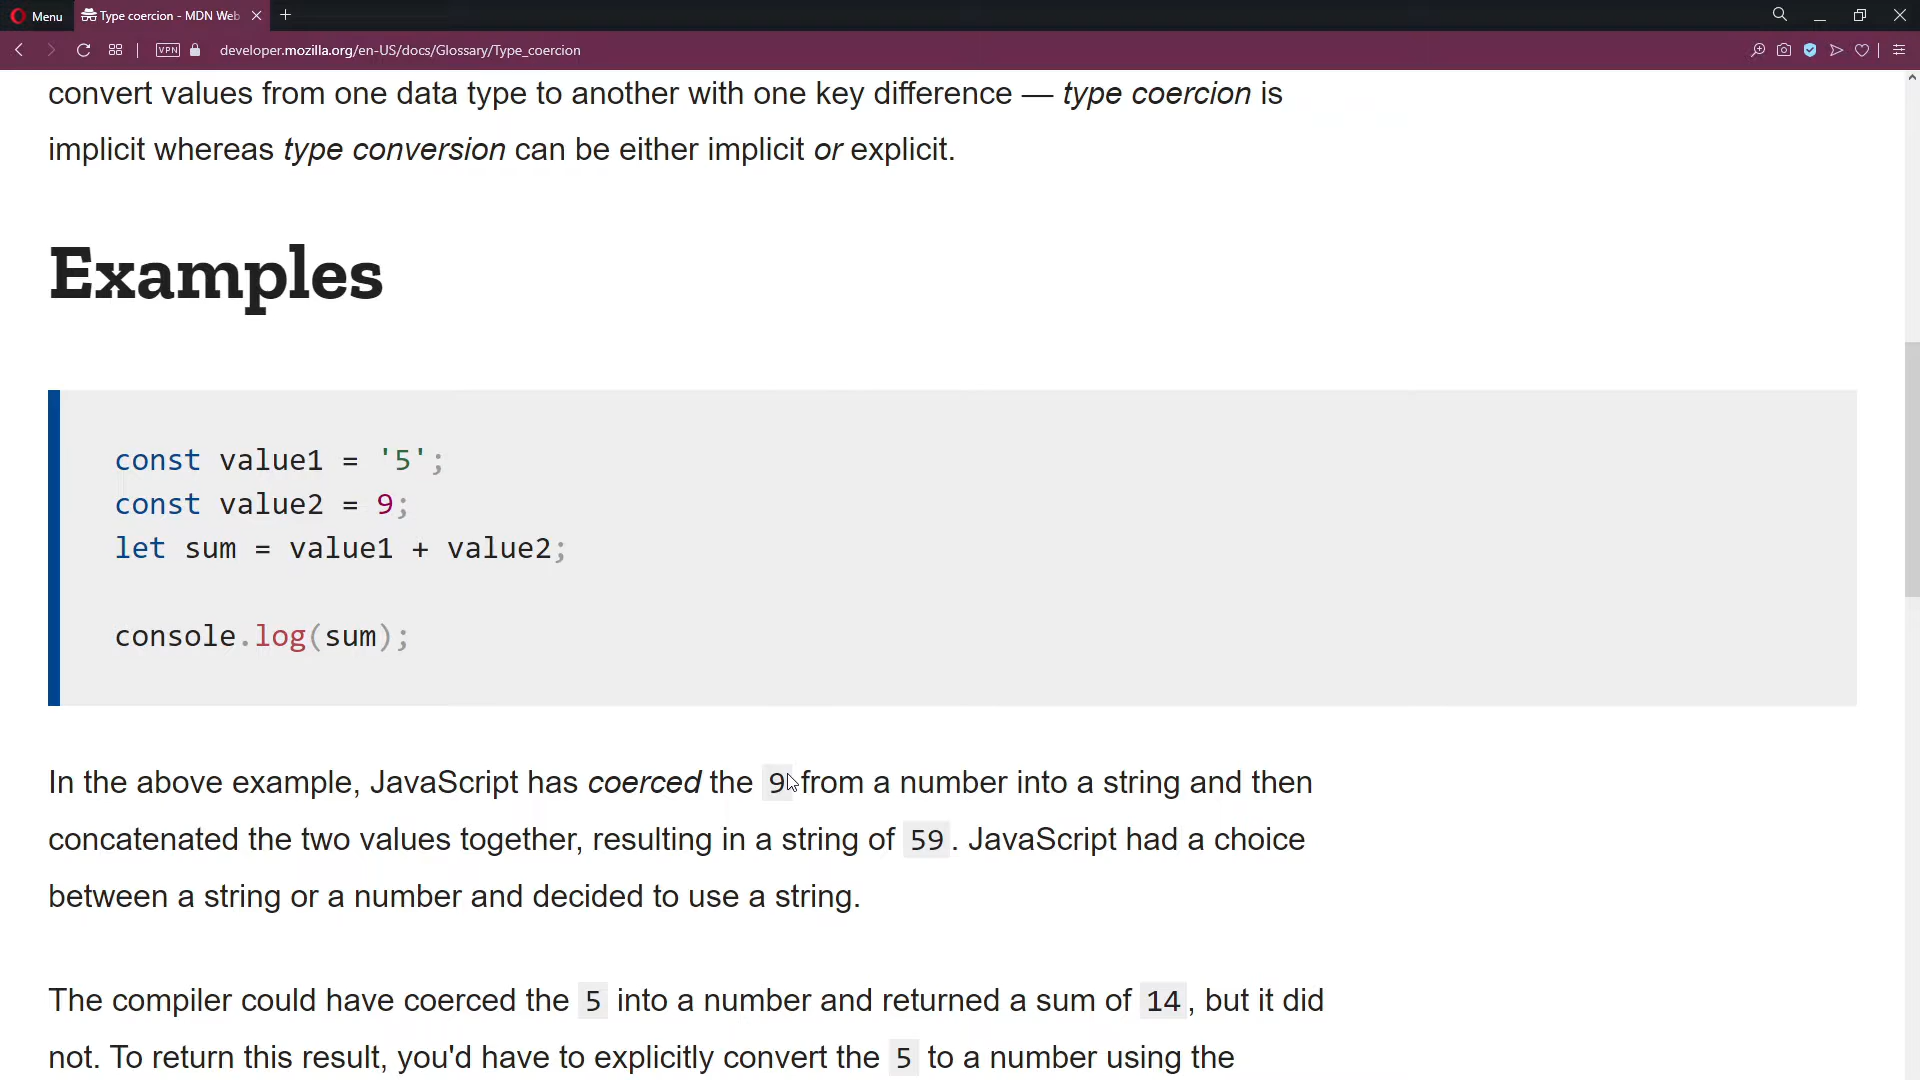 Menu
Type coercion - MDN Web
VPN
developer.mozilla.org/en-US/docs/Glossary/Type_coercion
convert values from one data type to another with one key difference — type coercion is
implicit whereas type conversion can be either implicit or explicit.
Examples
const value1 = '5';
const value2 = 9;
let sum = value1 + value2;
console.log(sum);
In the above example, JavaScript has coerced the 9 from a number into a string and then
concatenated the two values together, resulting in a string of 59. JavaScript had a choice
between a string or a number and decided to use a string.
The compiler could have coerced the 5 into a number and returned a sum of 14, but it did
not. To return this result, you'd have to explicitly convert the 5 to a number using the